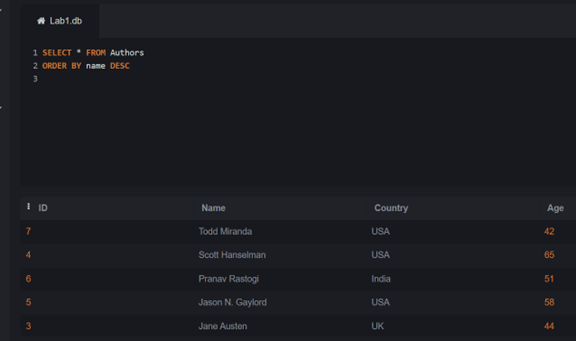 Lab1.db
1 SELECT * FROM Authors
2 ORDER BY name DESC
3
ID Name Country Age
7 Todd Miranda USA 42
4 Scott Hanselman USA 65
6 Pranav Rastogi India 51
5 Jason N. Gaylord USA 58
3 Jane Austen UK 44